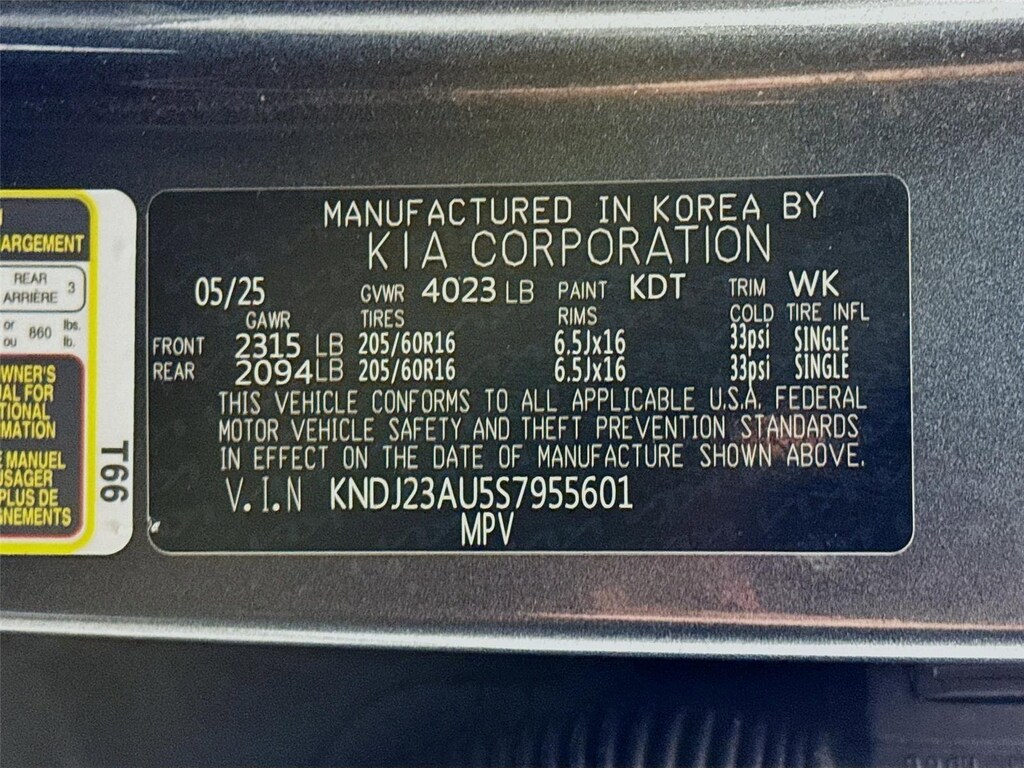 MANUFACTURED IN KOREA BY
KIA CORPORATION
05/25 GVWR 4023 LB PAINT KDT TRIM WK
GAWR TIRES RIMS COLD TIRE INFL
FRONT 2315 LB 205/60R16 6.5Jx16 33psi SINGLE
REAR 2094 LB 205/60R16 6.5Jx16 33psi SINGLE
THIS VEHICLE CONFORMS TO ALL APPLICABLE U.S.A. FEDERAL
MOTOR VEHICLE SAFETY AND THEFT PREVENTION STANDARDS
IN EFFECT ON THE DATE OF MANUFACTURE SHOWN ABOVE.
V.I.N KNDJ23AU5S7955601
MPV
ARGEMENT
REAR
ARRIÈRE 3
or
ou 860 lbs.
lb.
WNER'S
AL FOR
TIONAL
MATION
E MANUEL
USAGER
PLUS DE
GNEMENTS
T66